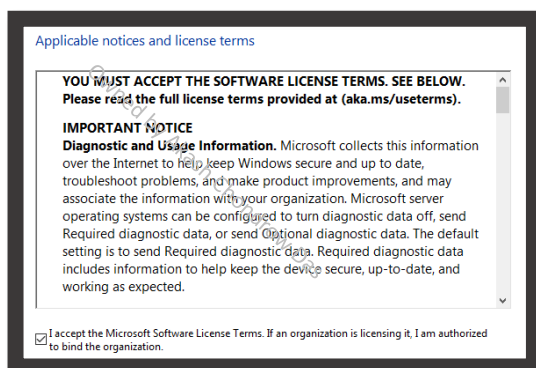 Applicable notices and license terms
YOU MUST ACCEPT THE SOFTWARE LICENSE TERMS. SEE BELOW.
Please read the full license terms provided at (aka.ms/useterms).
IMPORTANT NOTICE
Diagnostic and Usage Information. Microsoft collects this information
over the Internet to help keep Windows secure and up to date,
troubleshoot problems, and make product improvements, and may
associate the information with your organization. Microsoft server
operating systems can be configured to turn diagnostic data off, send
Required diagnostic data, or send Optional diagnostic data. The default
setting is to send Required diagnostic data. Required diagnostic data
includes information to help keep the device secure, up-to-date, and
working as expected.
I accept the Microsoft Software License Terms. If an organization is licensing it, I am authorized
to bind the organization.
Owned by Akash Chondrow Das